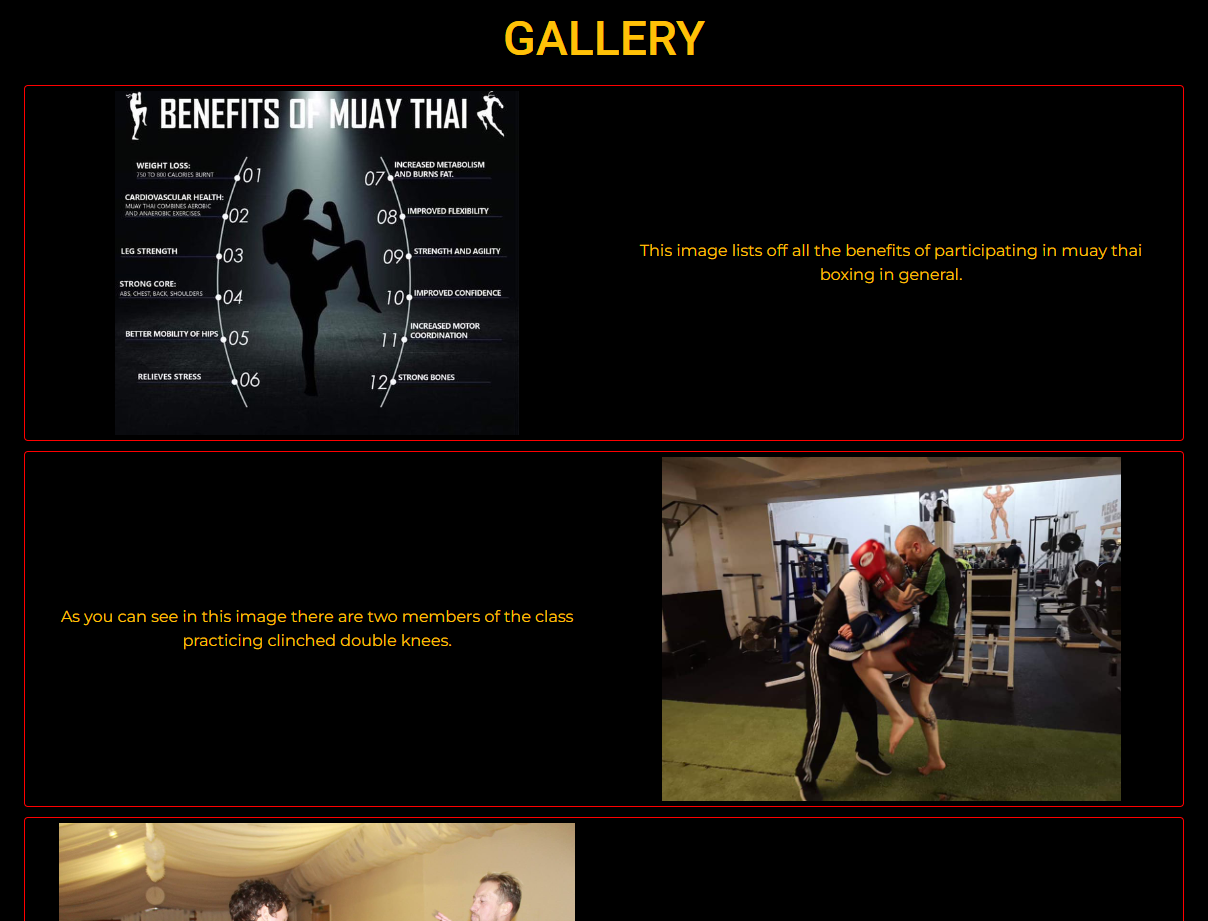 GALLERY
BENEFITS OF MUAY THAI
WEIGHT LOSS:
750 TO 800 CALORIES BURNT
01
CARDIOVASCULAR HEALTH:
MUAY THAI COMBINES AEROBIC
AND ANAEROBIC EXERCISES
02
LEG STRENGTH
03
STRONG CORE:
ABS, CHEST, BACK, SHOULDERS
04
BETTER MOBILITY OF HIPS
05
RELIEVES STRESS
06
07
INCREASED METABOLISM
AND BURNS FAT.
08
IMPROVED FLEXIBILITY
09
STRENGTH AND AGILITY
10
IMPROVED CONFIDENCE
11
INCREASED MOTOR
COORDINATION
12
STRONG BONES
This image lists off all the benefits of participating in muay thai
boxing in general.
As you can see in this image there are two members of the class
practicing clinched double knees.
PLEASE